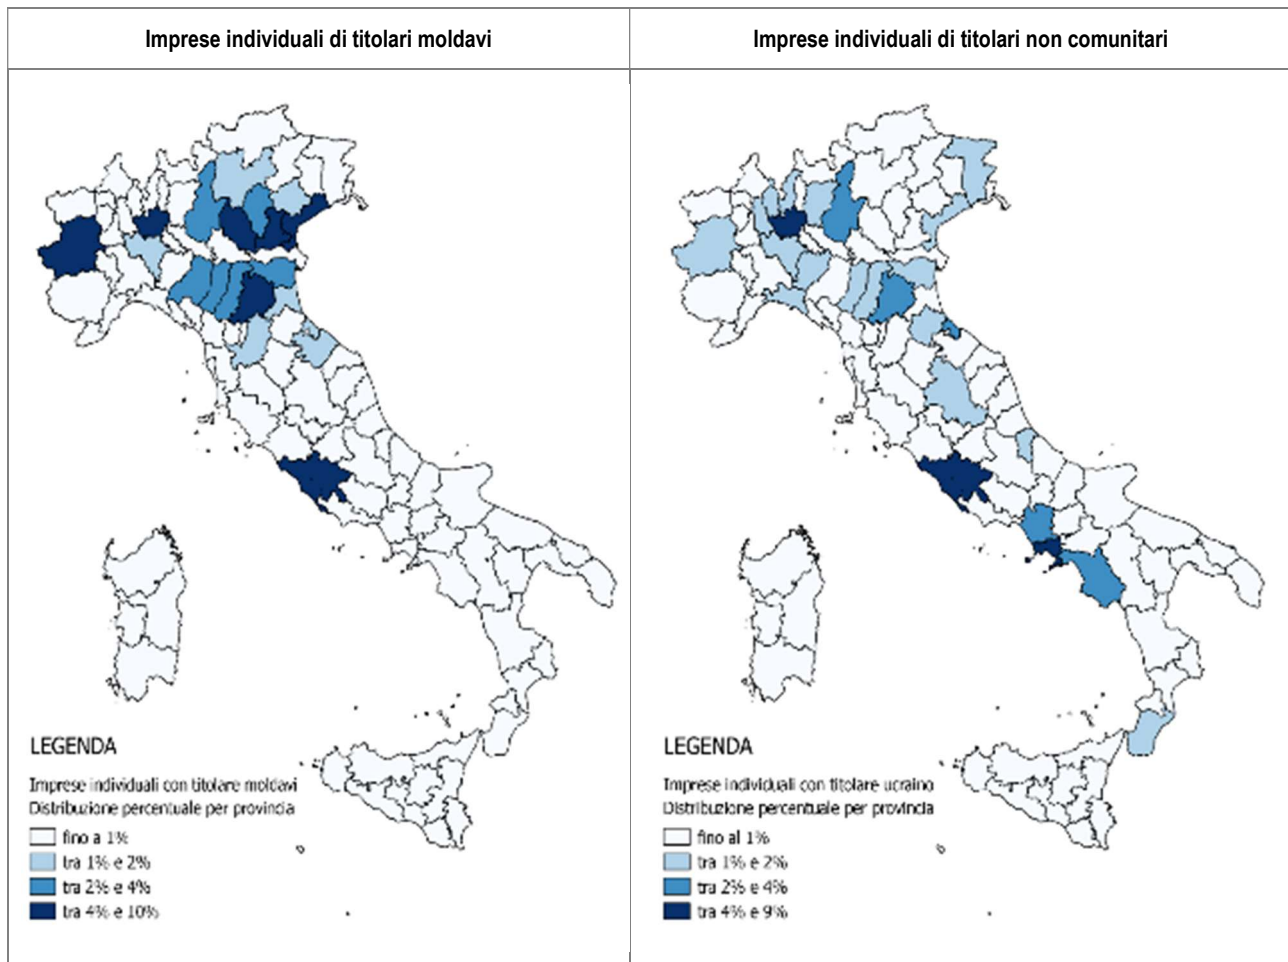 Imprese individuali di titolari moldavi
Imprese individuali di titolari non comunitari
LEGENDA
Imprese individuali con titolare moldavi
Distribuzione percentuale per provincia
fino a 1%
tra 1% e 2%
tra 2% e 4%
tra 4% e 10%
LEGENDA
Imprese individuali con titolare ucraino
Distribuzione percentuale per provincia
fino al 1%
tra 1% e 2%
tra 2% e 4%
tra 4% e 9%